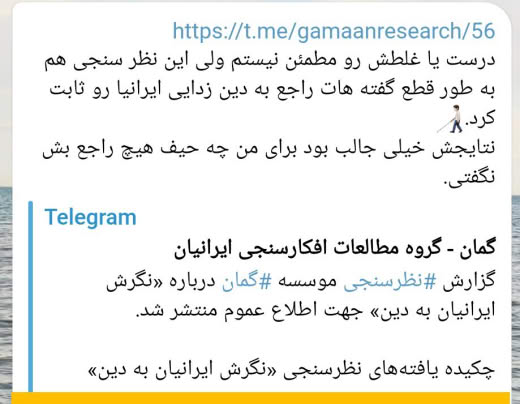 https://t.me/gamaanresearch/56
درست یا غلطش رو مطمئن نیستم ولی این نظر سنجی هم
به طور قطع گفته هات راجع به دین زدایی ایرانیا رو ثابت
کرد.👨🏻‍🦯
نتایجش خیلی جالب بود برای من چه حیف هیچ راجع بش
نگفتی.
Telegram
گمان - گروه مطالعات افکارسنجی ایرانیان
گزارش #نظرسنجی موسسه #گمان درباره «نگرش
ایرانیان به دین» جهت اطلاع عموم منتشر شد.
چکیده یافته‌های نظرسنجی «نگرش ایرانیان به دین»